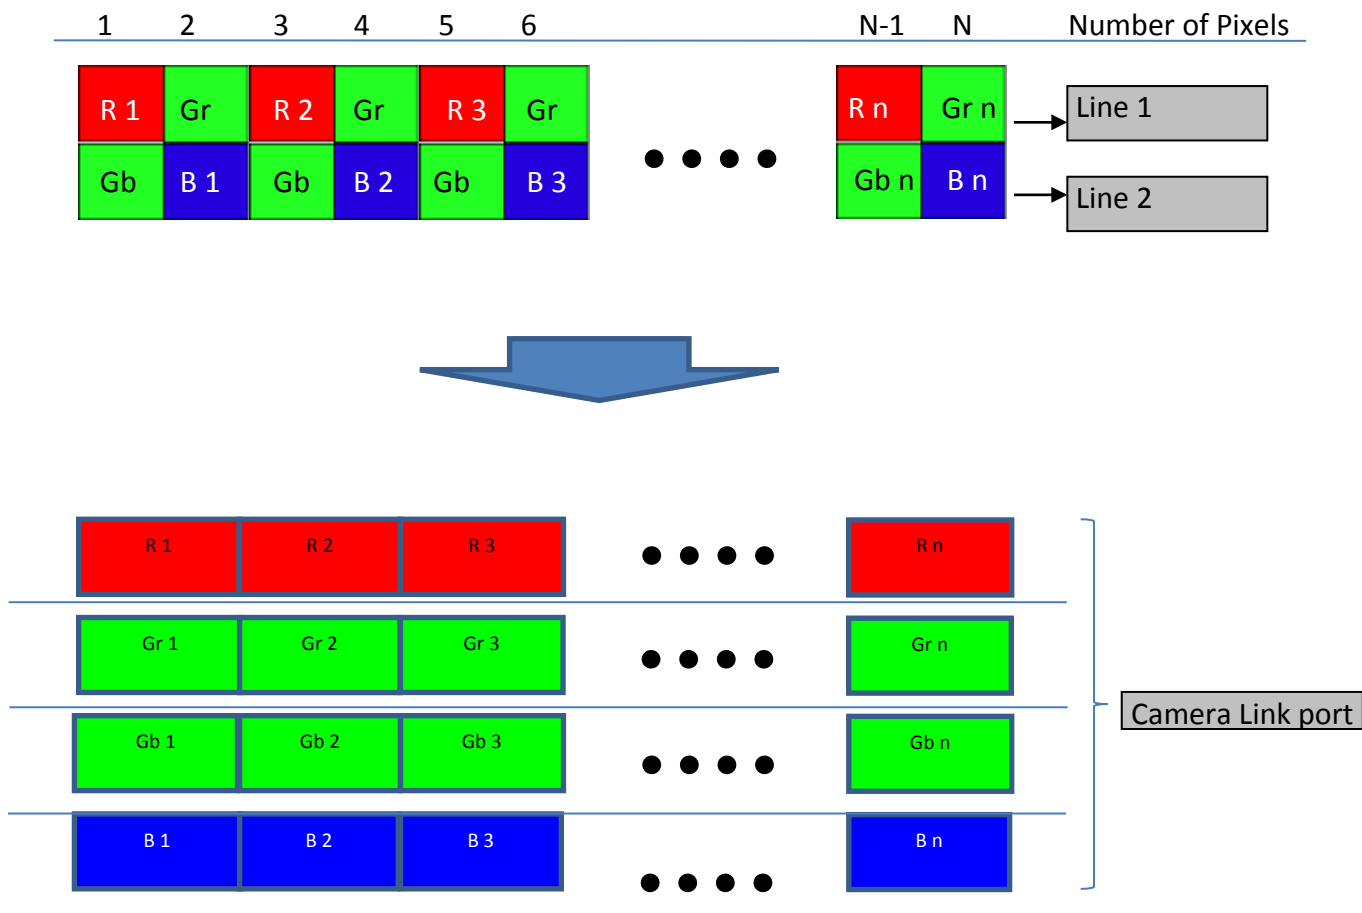 1 2 3 4 5 6 N-1 N Number of Pixels
R 1 Gr R 2 Gr R 3 Gr R n Gr n Line 1
Gb B 1 Gb B 2 Gb B 3 Gb n B n Line 2
R 1 R 2 R 3 R n
Gr 1 Gr 2 Gr 3 Gr n
Gb 1 Gb 2 Gb 3 Gb n
Camera Link port
B 1 B 2 B 3 B n